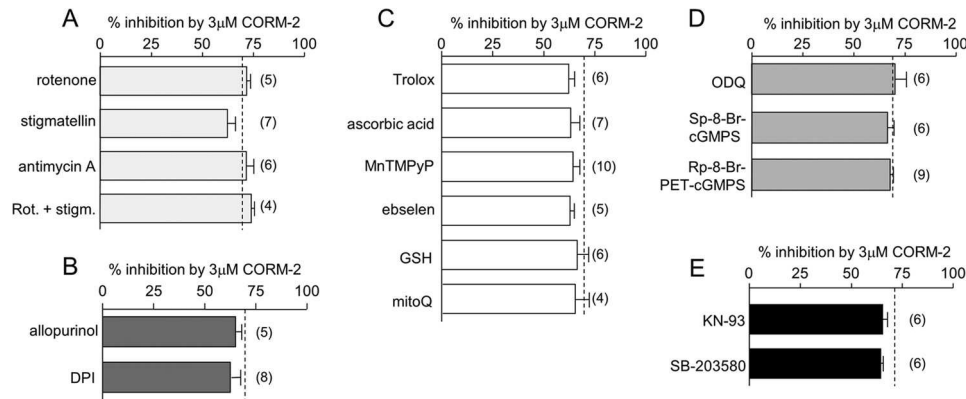 A
% inhibition by 3µM CORM-2
0 25 50 75 100
rotenone (5)
stigmatellin (7)
antimycin A (6)
Rot. + stigm. (4)
B
% inhibition by 3µM CORM-2
0 25 50 75 100
allopurinol (5)
DPI (8)
C
% inhibition by 3µM CORM-2
0 25 50 75 100
Trolox (6)
ascorbic acid (7)
MnTMPyP (10)
ebselen (5)
GSH (6)
mitoQ (4)
D
% inhibition by 3µM CORM-2
0 25 50 75 100
ODQ (6)
Sp-8-Br-
cGMPS (6)
Rp-8-Br-
PET-cGMPS (9)
E
% inhibition by 3µM CORM-2
0 25 50 75 100
KN-93 (6)
SB-203580 (6)